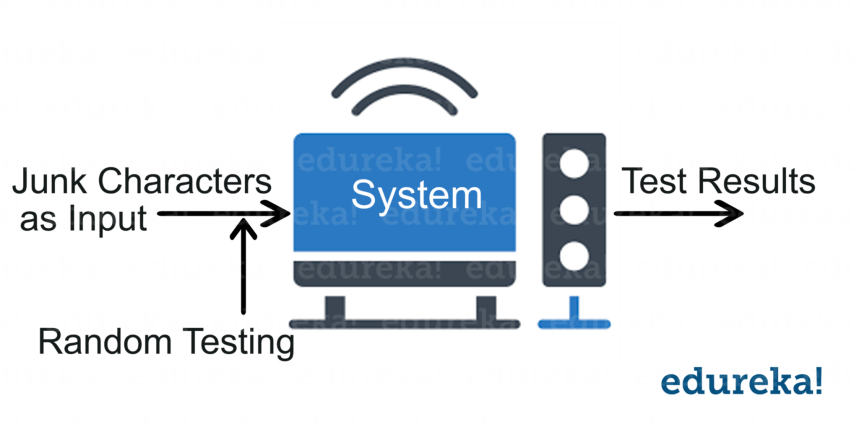 Junk Characters
as Input
System
Test Results
Random Testing
edureka!